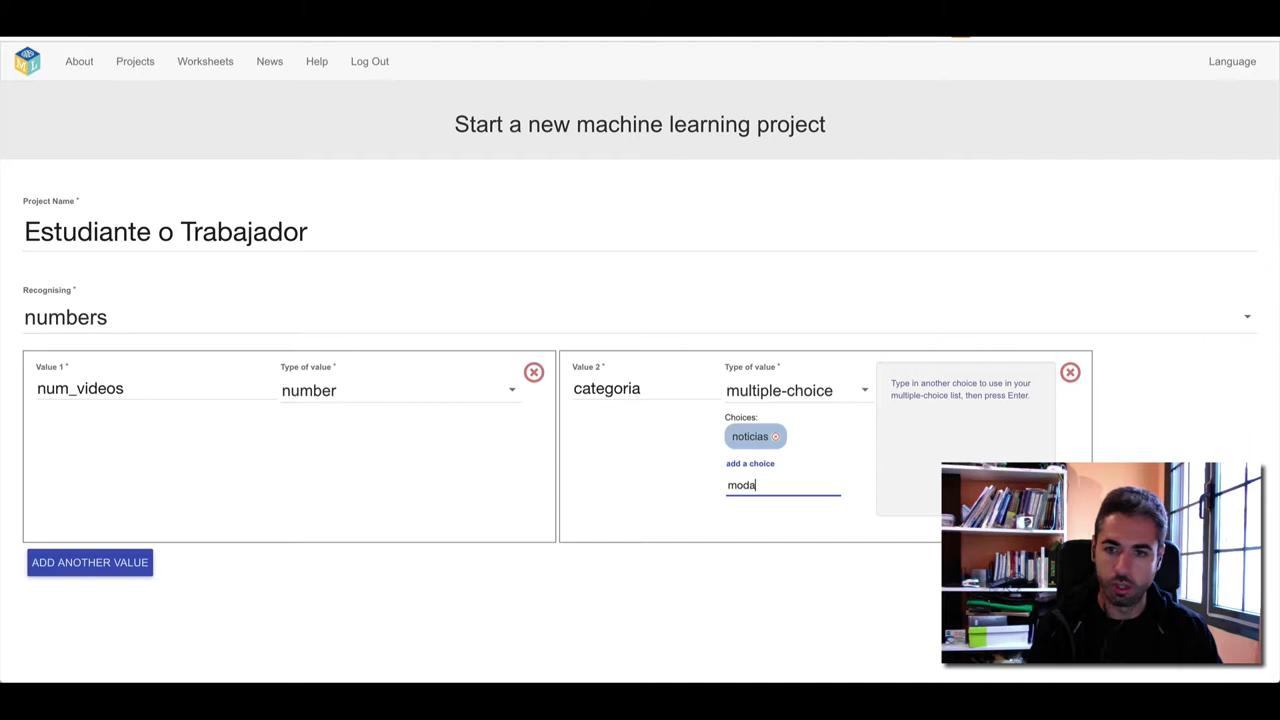 About Projects Worksheets News Help Log Out Language
Start a new machine learning project
Project Name *
Estudiante o Trabajador
Recognising *
numbers
Value 1 *
num_videos
Type of value *
number
Value 2 *
categoria
Type of value *
multiple-choice
Choices:
noticias
add a choice
moda
Type in another choice to use in your
multiple-choice list, then press Enter.
ADD ANOTHER VALUE